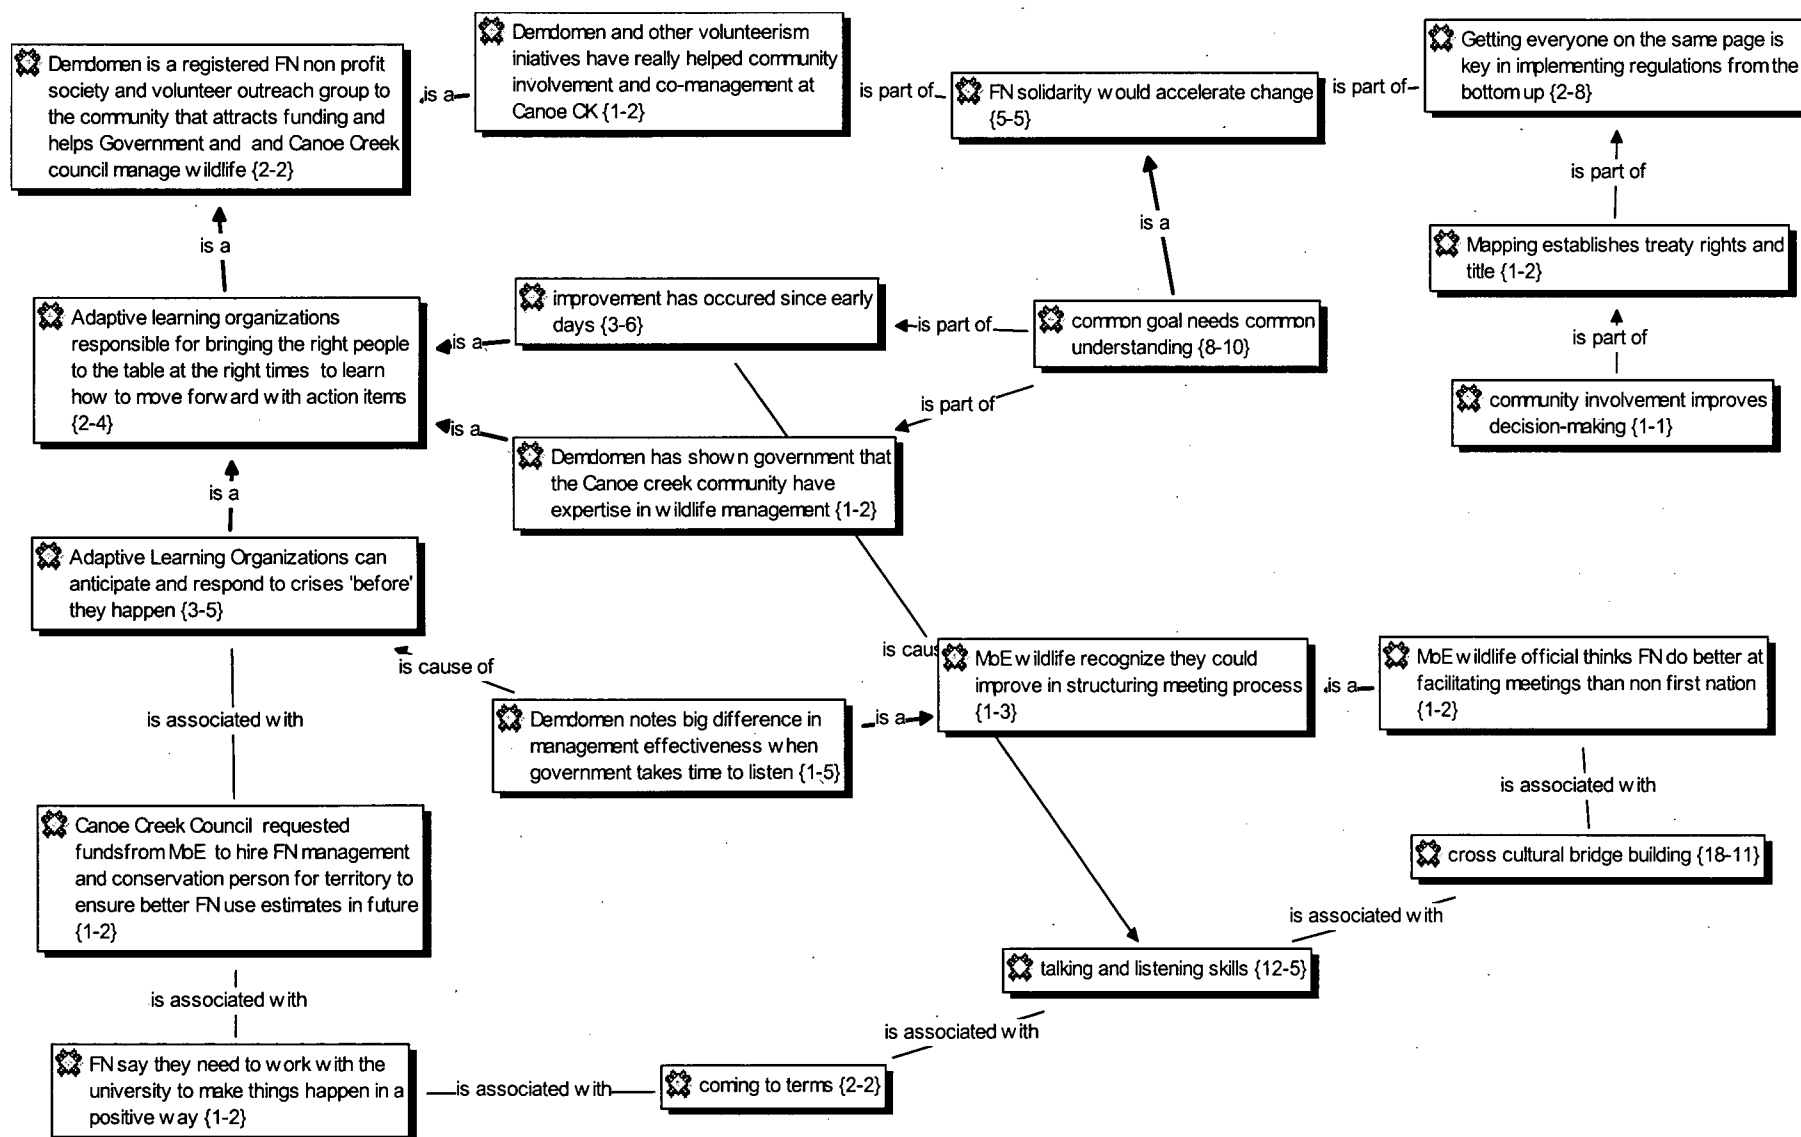 Demdomen is a registered FN non profit
society and volunteer outreach group to
the community that attracts funding and
helps Government and and Canoe Creek
council manage wildlife {2-2}
is a
Demdomen and other volunteerism
iniatives have really helped community
involvement and co-management at
Canoe CK {1-2}
is part of
FN solidarity would accelerate change
{5-5}
is part of
Getting everyone on the same page is
key in implementing regulations from the
bottom up {2-8}
is part of
is a
is a
Mapping establishes treaty rights and
title {1-2}
is part of
Adaptive learning organizations
responsible for bringing the right people
to the table at the right times to learn
how to move forward with action items
{2-4}
is a
improvement has occured since early
days {3-6}
is part of
common goal needs common
understanding {8-10}
community involvement improves
decision-making {1-1}
is part of
is a
Demdomen has shown government that
the Canoe creek community have
expertise in wildlife management {1-2}
is a
Adaptive Learning Organizations can
anticipate and respond to crises 'before'
they happen {3-5}
is cause of
is caus
MoE wildlife recognize they could
improve in structuring meeting process
{1-3}
is a
MoE wildlife official thinks FN do better at
facilitating meetings than non first nation
{1-2}
is associated with
Demdomen notes big difference in
management effectiveness when
government takes time to listen {1-5}
is a
is associated with
Canoe Creek Council requested
fundsfrom MoE to hire FN management
and conservation person for territory to
ensure better FN use estimates in future
{1-2}
cross cultural bridge building {18-11}
is associated with
talking and listening skills {12-5}
is associated with
is associated with
FN say they need to work with the
university to make things happen in a
positive way {1-2}
is associated with
coming to terms {2-2}